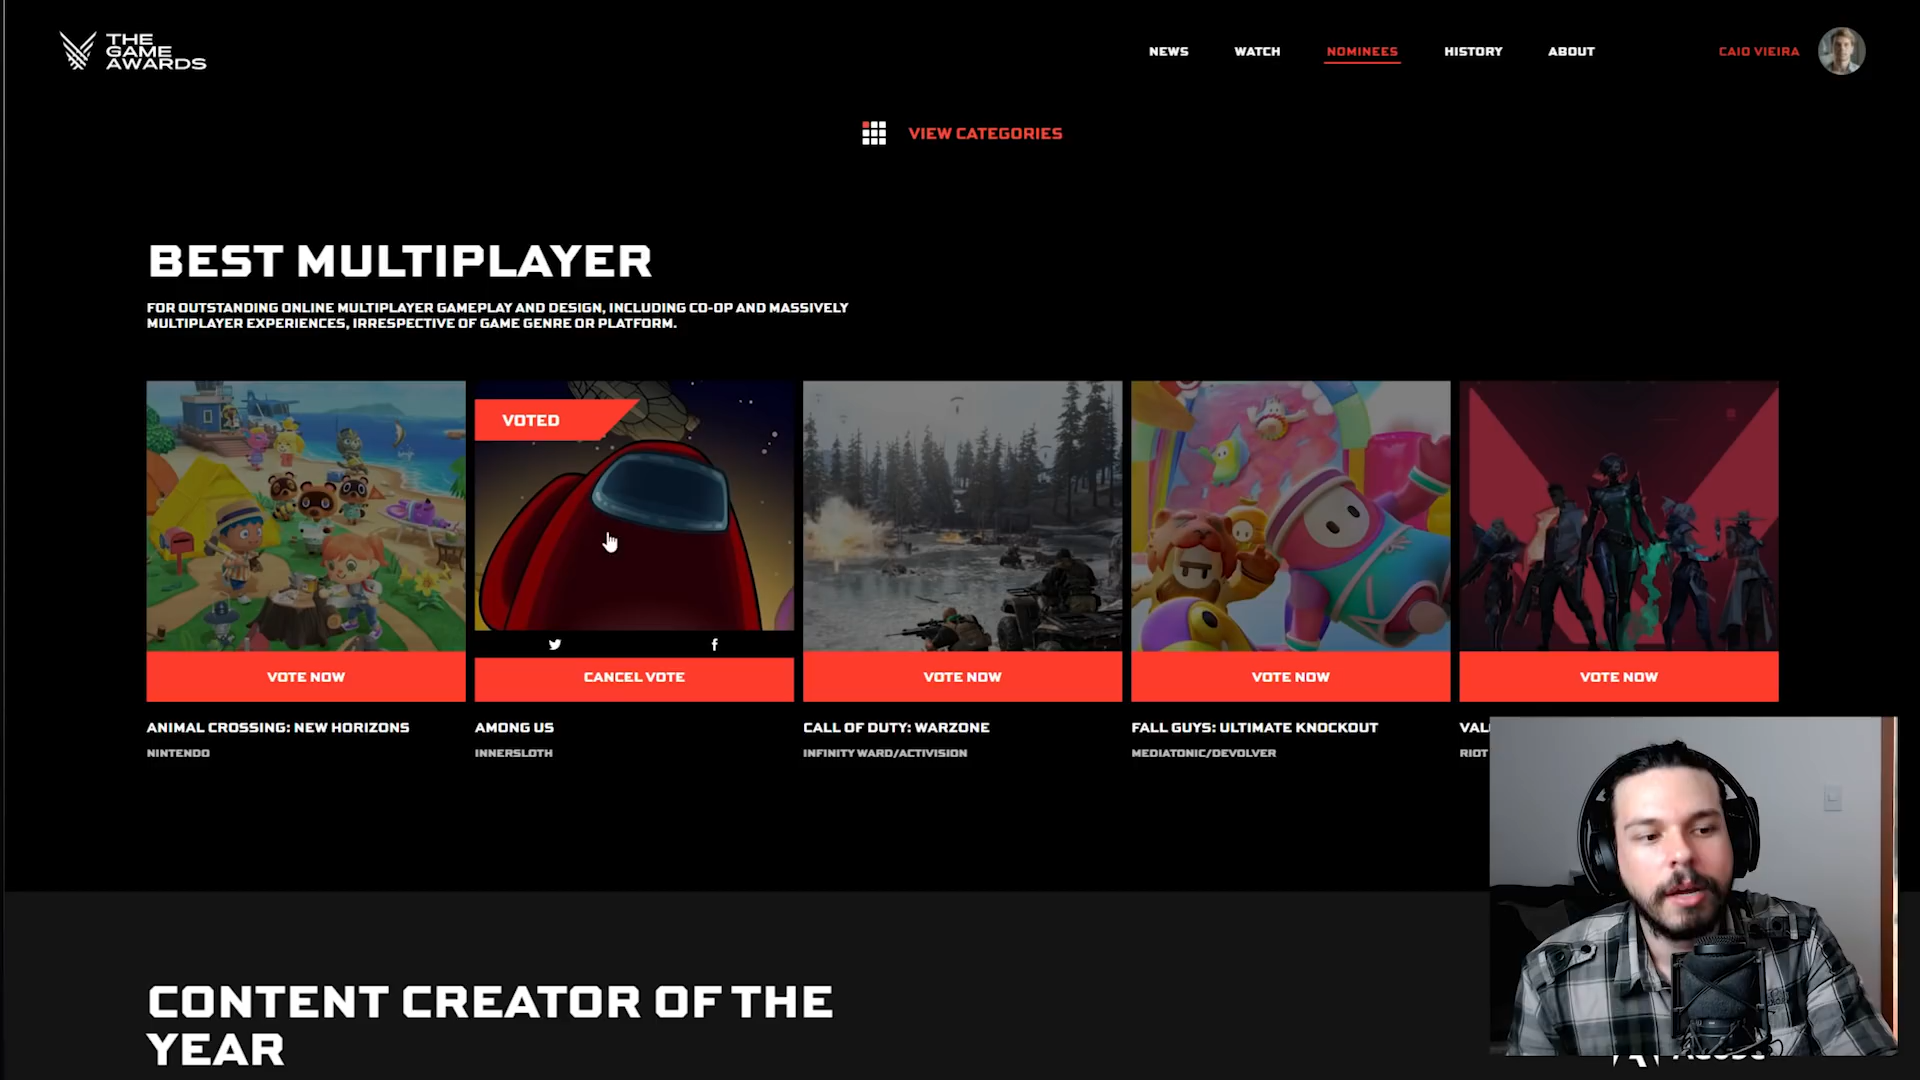 THE
GAME
AWARDS
NEWS
WATCH
NOMINEES
HISTORY
ABOUT
CAIO VIEIRA
VIEW CATEGORIES
BEST MULTIPLAYER
FOR OUTSTANDING ONLINE MULTIPLAYER GAMEPLAY AND DESIGN, INCLUDING CO-OP AND MASSIVELY
MULTIPLAYER EXPERIENCES, IRRESPECTIVE OF GAME GENRE OR PLATFORM.
VOTED
VOTE NOW
CANCEL VOTE
VOTE NOW
VOTE NOW
VOTE NOW
ANIMAL CROSSING: NEW HORIZONS
NINTENDO
AMONG US
INNERSLOTH
CALL OF DUTY: WARZONE
INFINITY WARD/ACTIVISION
FALL GUYS: ULTIMATE KNOCKOUT
MEDIATONIC/DEVOLVER
RIOT
CONTENT CREATOR OF THE
YEAR